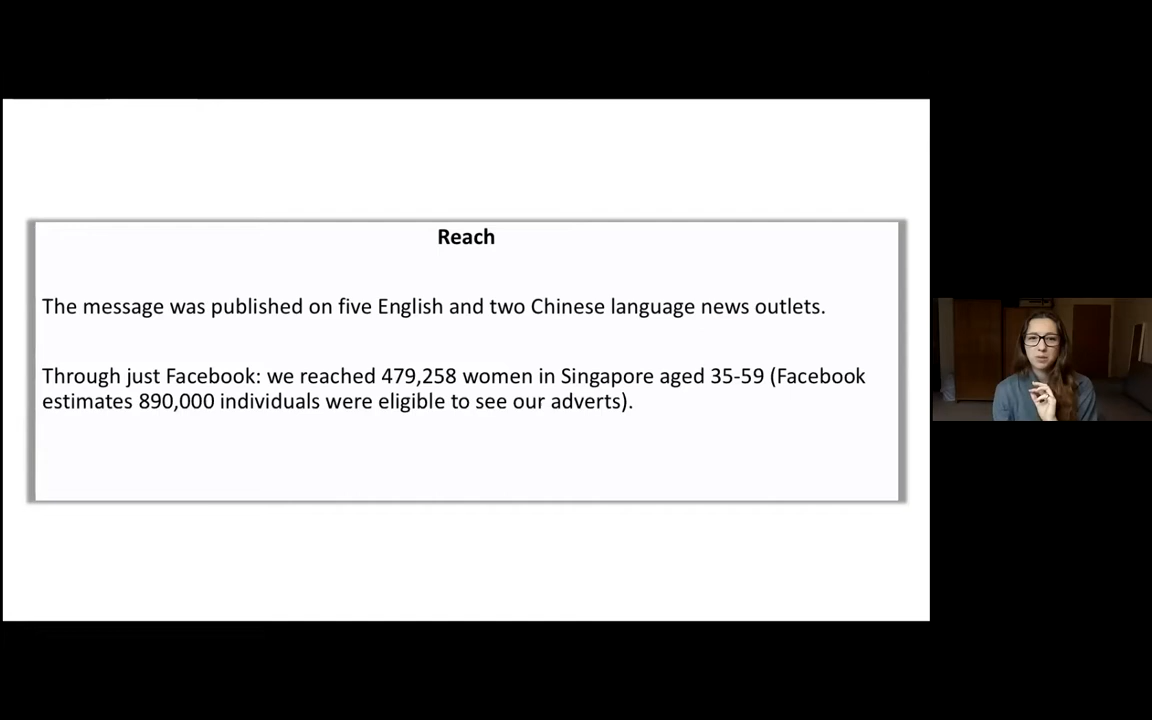 Reach
The message was published on five English and two Chinese language news outlets.
Through just Facebook: we reached 479,258 women in Singapore aged 35-59 (Facebook
estimates 890,000 individuals were eligible to see our adverts).